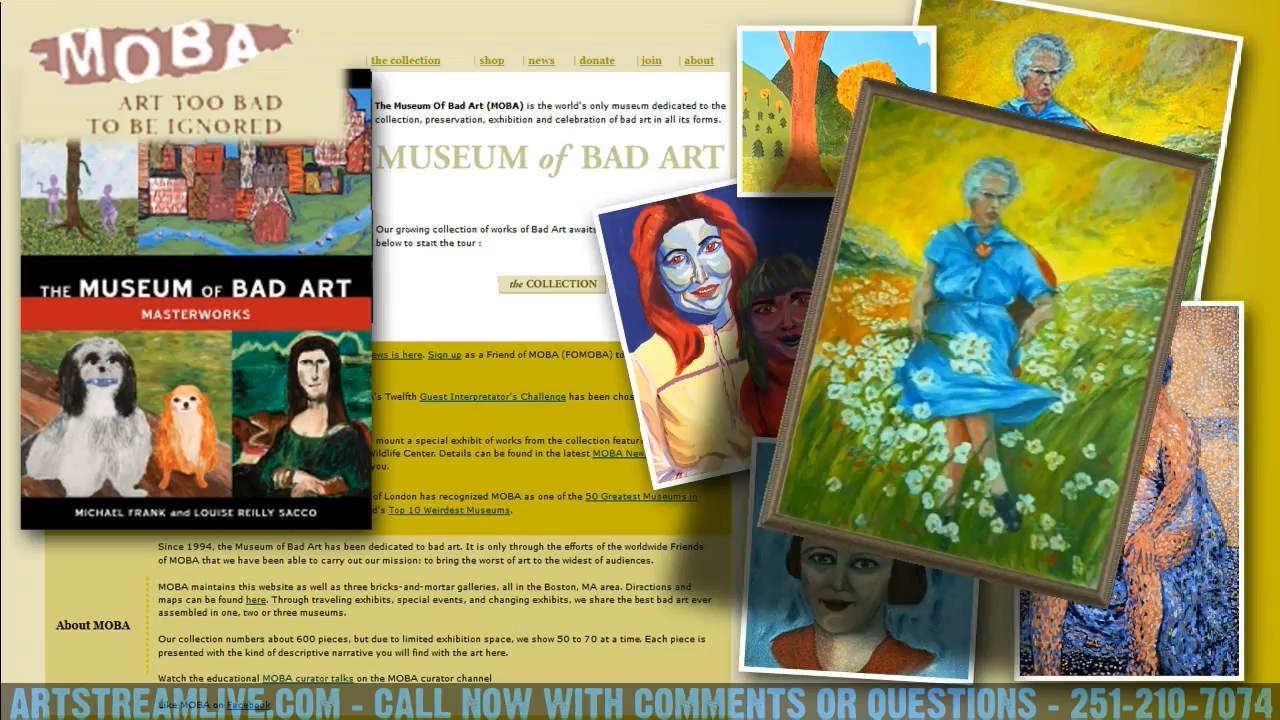 MOBA
ART TOO BAD
TO BE IGNORED
THE MUSEUM OF BAD ART
MASTERWORKS
MICHAEL FRANK and LOUISE REILLY SACCO
| the collection | shop | news | donate | join | about
The Museum Of Bad Art (MOBA) is the world's only museum dedicated to the
collection, preservation, exhibition and celebration of bad art in all its forms.
MUSEUM of BAD ART
Our growing collection of works of Bad Art awaits
below to start the tour :
the COLLECTION
ews is here. Sign up as a Friend of MOBA (FOMOBA) to
's Twelfth Guest Interpretator's Challenge has been chos
mount a special exhibit of works from the collection featur
Wildlife Center. Details can be found in the latest MOBA New
you.
of London has recognized MOBA as one of the 50 Greatest Museums in
d's Top 10 Weirdest Museums.
Since 1994, the Museum of Bad Art has been dedicated to bad art. It is only through the efforts of the worldwide Friends
of MOBA that we have been able to carry out our mission: to bring the worst of art to the widest of audiences.
MOBA maintains this website as well as three bricks-and-mortar galleries, all in the Boston, MA area. Directions and
maps can be found here. Through traveling exhibits, special events, and changing exhibits, we share the best bad art ever
assembled in one, two or three museums.
About MOBA
Our collection numbers about 600 pieces, but due to limited exhibition space, we show 50 to 70 at a time. Each piece is
presented with the kind of descriptive narrative you will find with the art here.
Watch the educational MOBA curator talks on the MOBA curator channel
Like MOBA on Facebook
ARTSTREAMLIVE.COM - CALL NOW WITH COMMENTS OR QUESTIONS - 251-210-7074